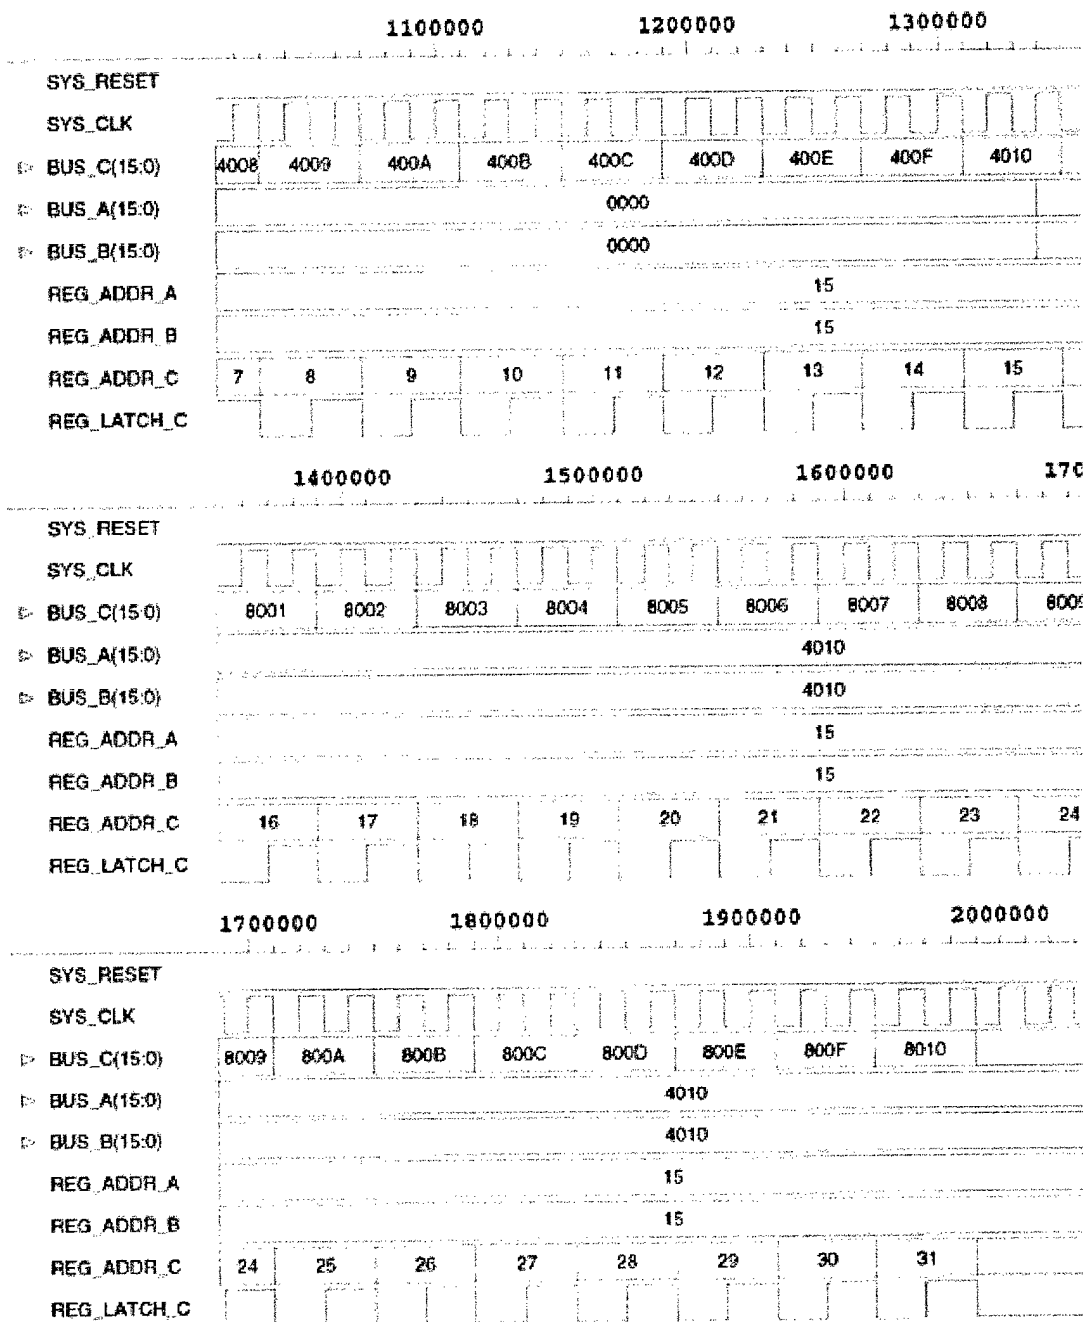 1100000 1200000 1300000
SYS_RESET
SYS_CLK
BUS_C(15:0) 4008 4009 400A 400B 400C 400D 400E 400F 4010
BUS_A(15:0) 0000
BUS_B(15:0) 0000
REG_ADDR_A 15
REG_ADDR_B 15
REG_ADDR_C 7 8 9 10 11 12 13 14 15
REG_LATCH_C
1400000 1500000 1600000 170
SYS_RESET
SYS_CLK
BUS_C(15:0) 8001 8002 8003 8004 8005 8006 8007 8008 8009
BUS_A(15:0) 4010
BUS_B(15:0) 4010
REG_ADDR_A 15
REG_ADDR_B 15
REG_ADDR_C 16 17 18 19 20 21 22 23 24
REG_LATCH_C
1700000 1800000 1900000 2000000
SYS_RESET
SYS_CLK
BUS_C(15:0) 8009 800A 800B 800C 800D 800E 800F 8010
BUS_A(15:0) 4010
BUS_B(15:0) 4010
REG_ADDR_A 15
REG_ADDR_B 15
REG_ADDR_C 24 25 26 27 28 29 30 31
REG_LATCH_C